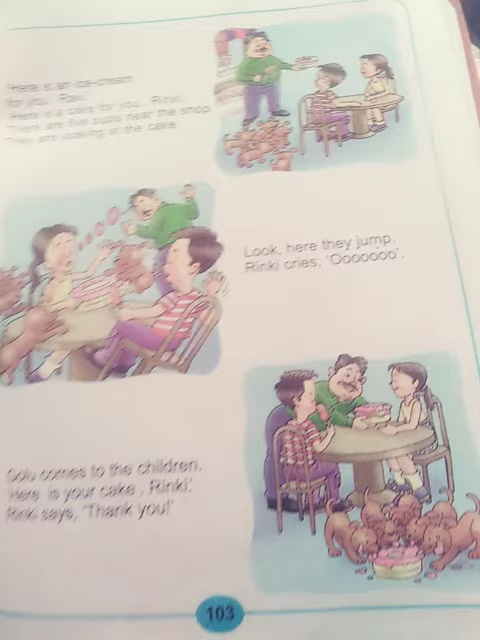 'Here is an ice-cream
for you
'Here is a cake for you, Rinki.'
There are five pups near the shop.
They are looking at the cake.
Look, here they jump.
Rinki cries, 'Ooooooo'.
Golu comes to the children.
'Here is your cake, Rinki.'
Rinki says, 'Thank you!'
103